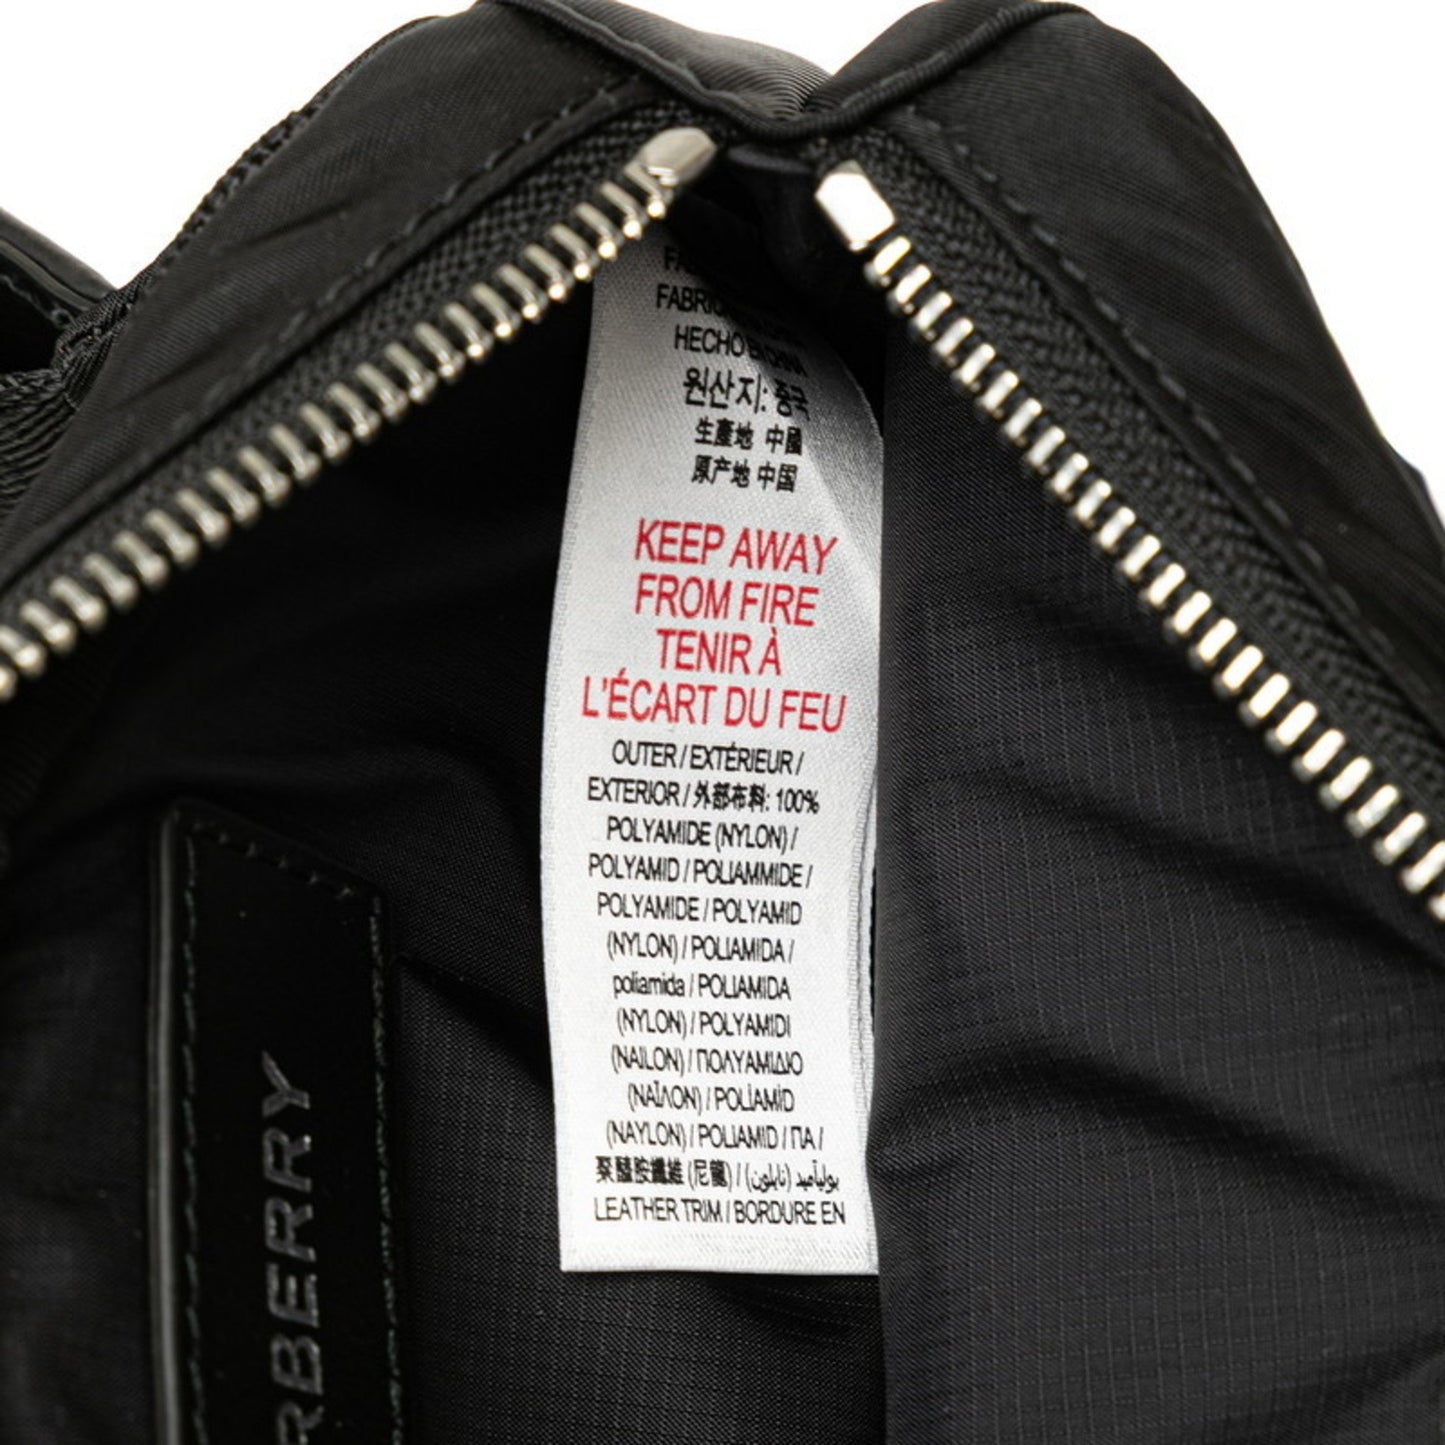 FABRIC
HECHO EN
원산지: 중국
生產地 中國
原产地 中国
KEEP AWAY
FROM FIRE
TENIR À
L'ÉCART DU FEU
OUTER / EXTÉRIEUR /
EXTERIOR / 外部布料: 100%
POLYAMIDE (NYLON) /
POLYAMID / POLIAMMIDE /
POLYAMIDE / POLYAMID
(NYLON) / POLIAMIDA /
poliamida / POLIAMIDA
(NYLON) / POLYAMIDI
(NAILON) / ΠΟΛΥΑΜΙΔΙΟ
(ΝΑΪΛΟΝ) / POLİAMİD
(NAYLON) / POLIAMID / ПА /
聚醯胺纖維 (尼龍) / بولياميد (نايلون) /
LEATHER TRIM / BORDURE EN
RBERRY